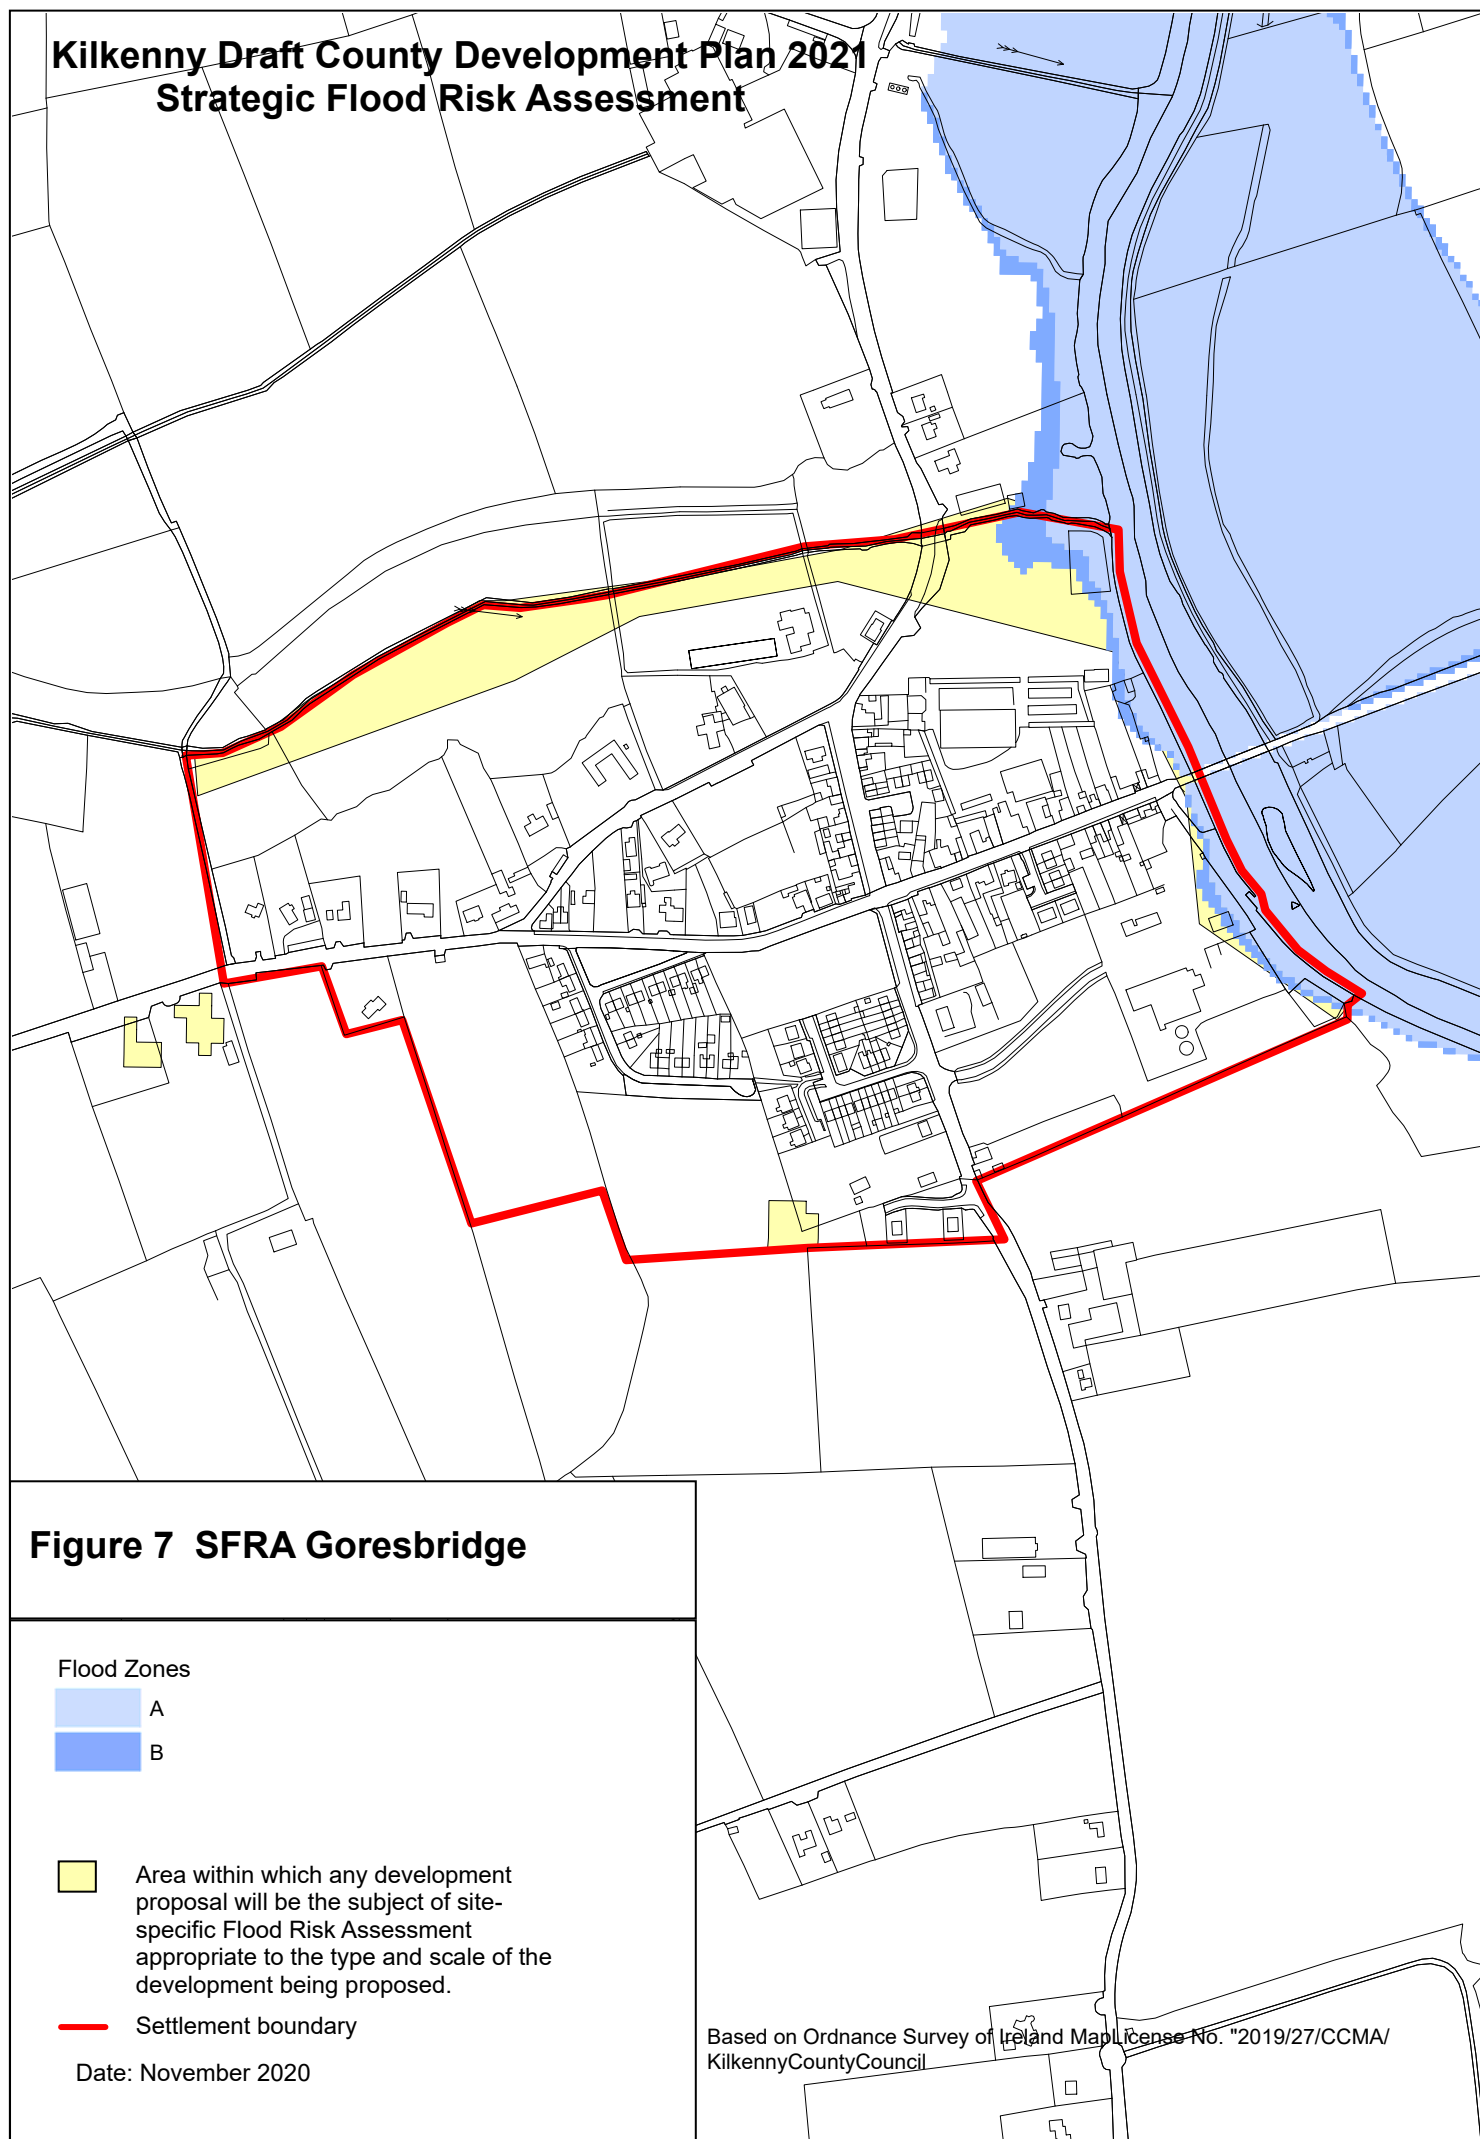 Kilkenny Draft County Development Plan 2021
Strategic Flood Risk Assessment
Figure 7 SFRA Goresbridge
Flood Zones
A
B
Area within which any development
proposal will be the subject of site-
specific Flood Risk Assessment
appropriate to the type and scale of the
development being proposed.
Settlement boundary
Date: November 2020
Based on Ordnance Survey of Ireland MapLicense No. "2019/27/CCMA/
KilkennyCountyCouncil